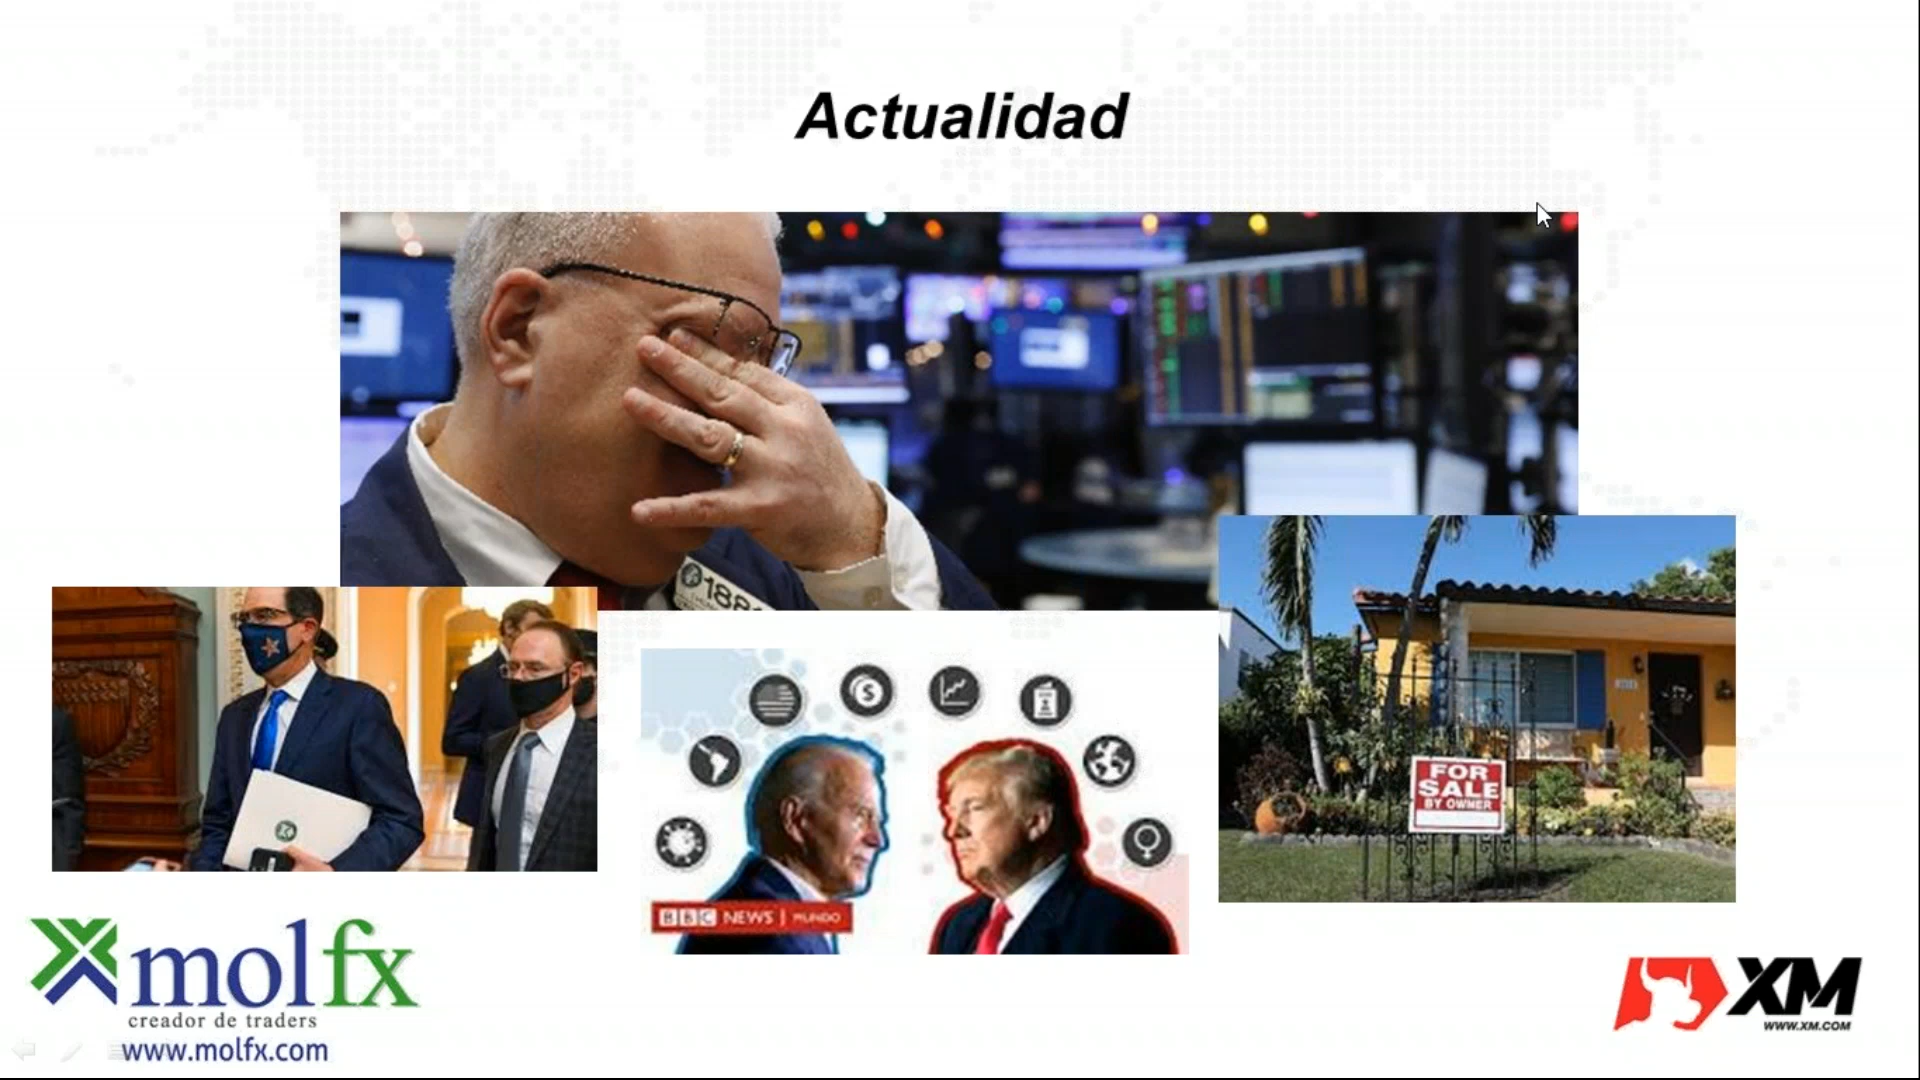 Actualidad
188
FOR
SALE
BY OWNER
BBC NEWS | MUNDO
molfx
creador de traders
www.molfx.com
XM
WWW.XM.COM